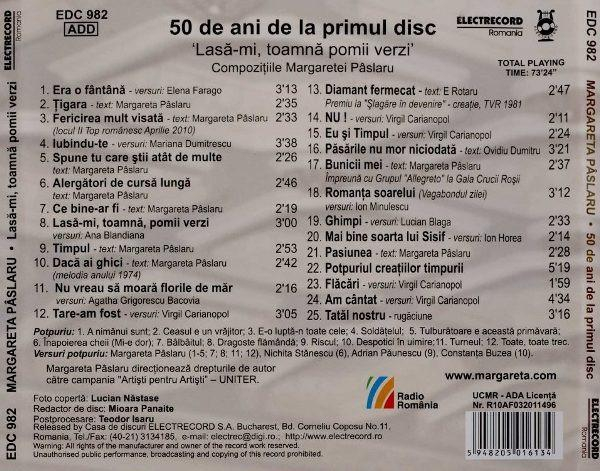 EDC 982
ADD
50 de ani de la primul disc
'Lasă-mi, toamnă pomii verzi'
Compozițiile Margaretei Pâslaru
ELECTRECORD
Romania
TOTAL PLAYING
TIME: 73'24"
1. Era o fântână - versuri: Elena Farago 3'13
2. Țigara - text: Margareta Pâslaru 2'35
3. Fericirea mult visată - text: Margareta Pâslaru 2'33
(locul II Top românesc Aprilie 2010)
4. Iubindu-te - versuri: Mariana Dumitrescu 3'38
5. Spune tu care știi atât de multe 2'26
text: Margareta Pâslaru
6. Alergători de cursă lungă 2'46
text: Margareta Pâslaru
7. Ce bine-ar fi - text: Margareta Pâslaru 2'19
8. Lasă-mi, toamnă, pomii verzi 3'00
versuri: Ana Blandiana
9. Timpul - text: Margareta Pâslaru 2'53
10. Dacă ai ghici - text: Margareta Pâslaru 2'42
(melodia anului 1974)
11. Nu vreau să moară florile de măr 2'16
versuri: Agatha Grigorescu Bacovia
12. Tare-am fost - versuri: Virgil Carianopol 3'05
13. Diamant fermecat - text: E Rotaru 2'47
Premiu la "Șlagăre în devenire" - creație, TVR 1981
14. NU ! - versuri: Virgil Carianopol 2'11
15. Eu și Timpul - versuri: Virgil Carianopol 2'24
16. Păsările nu mor niciodată - text: Ovidiu Dumitru 3'21
17. Bunicii mei - text: Margareta Pâslaru 2'37
Împreună cu Grupul "Allegreto" la Gala Crucii Roșii
18. Romanța soarelui (Vagabondul zilei) 3'12
versuri: Ion Minulescu
19. Ghimpi - versuri: Lucian Blaga 2'33
20. Mai bine soarta lui Sisif - versuri: Ion Horea 2'14
21. Pasiunea - text: Margareta Pâslaru 2'28
22. Potpuriul creațiilor timpurii 5'19
23. Flăcări - versuri: Virgil Carianopol 1'59
24. Am cântat - versuri: Virgil Carianopol 4'34
25. Tatăl nostru - rugăciune 3'16
Potpuriu: 1. A nimănui sunt; 2. Ceasul e un vrăjitor; 3. E-o luptă-n toate cele; 4. Soldățelul; 5. Tulburătoare e această primăvară;
6. Înapoierea cheii (Mi-e dor); 7. Bâlbâitul; 8. Dragoste flămândă; 9. Riscul; 10. Despotți în uimire; 11. Turneul; 12. Toate, toate trec.
Versuri potpuriu: Margareta Pâslaru (1-5; 7; 8; 11; 12), Nichita Stănescu (6), Adrian Păunescu (9), Constanța Buzea (10).
Margareta Pâslaru direcționează drepturile de autor
către campania "Artiști pentru Artiști" – UNITER.
Foto copertă: Lucian Năstase
Redactor de disc: Mioara Panaite
Postprocesare: Teodor Isaru
Released by Casa de discuri ELECTRECORD S.A. Bucharest, Bd. Corneliu Coposu No.11,
Romania, Tel./Fax: (40-21) 3134185, e-mail: electrec@digi.ro., http://www.electrecord.ro
Warning: All rights of the manufacturer and of the owner of the record work reserved.
Unauthorised public performance, broadcasting and copying of this record prohibited.
Radio
România
www.margareta.com
UCMR - ADA Licență
Nr. R10AF032011496
5 948205 016134
EDC 982 MARGARETA PÂSLARU • Lasă-mi, toamnă pomii verzi ELECTRECORD Romania
EDC 982 MARGARETA PÂSLARU • 50 de ani de la primul disc ELECTRECORD Romania